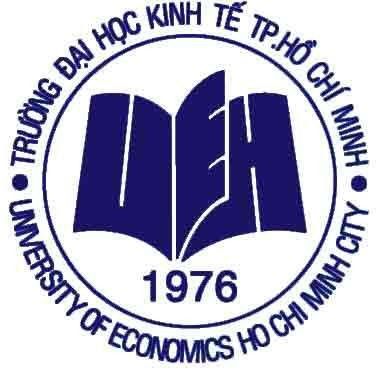 TRƯỜNG ĐẠI HỌC KINH TẾ TP.HỒ CHÍ MINH
UEH
1976
UNIVERSITY OF ECONOMICS HO CHI MINH CITY